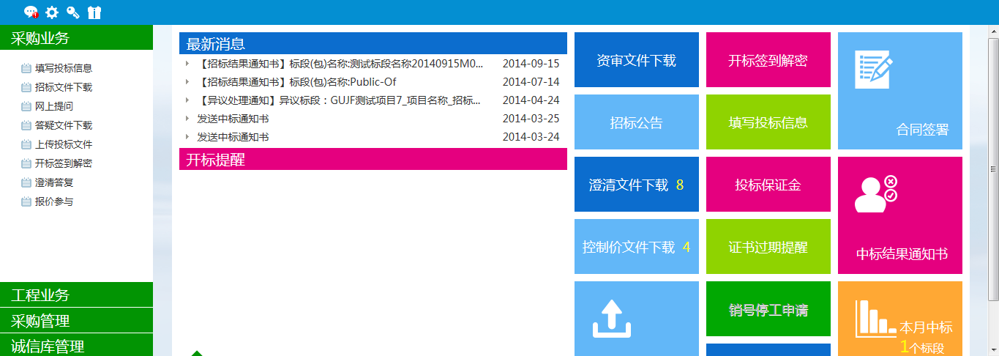 采购业务
填写投标信息
招标文件下载
网上提问
答疑文件下载
上传投标文件
开标签到解密
澄清答复
报价参与
工程业务
采购管理
诚信库管理
最新消息
【招标结果通知书】标段(包)名称:测试标段名称20140915M0... 2014-09-15
【招标结果通知书】标段(包)名称:Public-Of 2014-07-14
【异议处理通知】异议标段：GUJF测试项目7_项目名称_招标... 2014-04-24
发送中标通知书 2014-03-25
发送中标通知书 2014-03-24
开标提醒
资审文件下载
开标签到解密
合同签署
招标公告
填写投标信息
澄清文件下载 8
投标保证金
中标结果通知书
控制价文件下载 4
证书过期提醒
销号停工申请
本月中标
1个标段